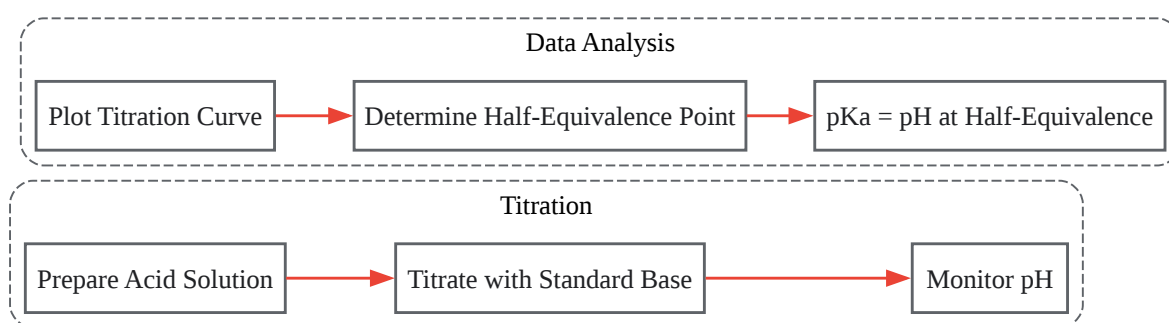 Data Analysis
Plot Titration Curve
Determine Half-Equivalence Point
pKa = pH at Half-Equivalence
Titration
Prepare Acid Solution
Titrate with Standard Base
Monitor pH